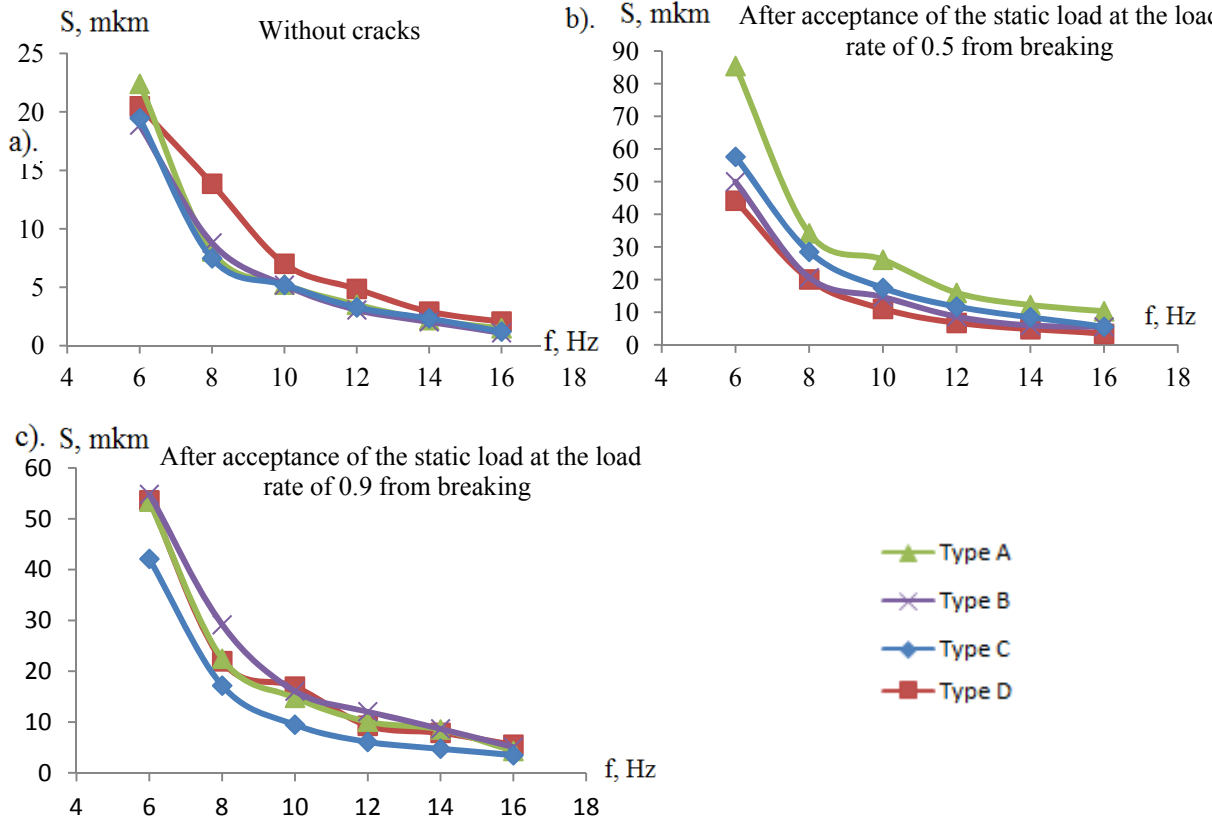 a).
S, mkm
Without cracks
25
20
15
10
5
0
4 6 8 10 12 14 16 18
f, Hz
b).
S, mkm
After acceptance of the static load at the load
rate of 0.5 from breaking
90
80
70
60
50
40
30
20
10
0
4 6 8 10 12 14 16 18
f, Hz
c).
S, mkm
After acceptance of the static load at the load
rate of 0.9 from breaking
60
50
40
30
20
10
0
4 6 8 10 12 14 16 18
f, Hz
Type A
Type B
Type C
Type D